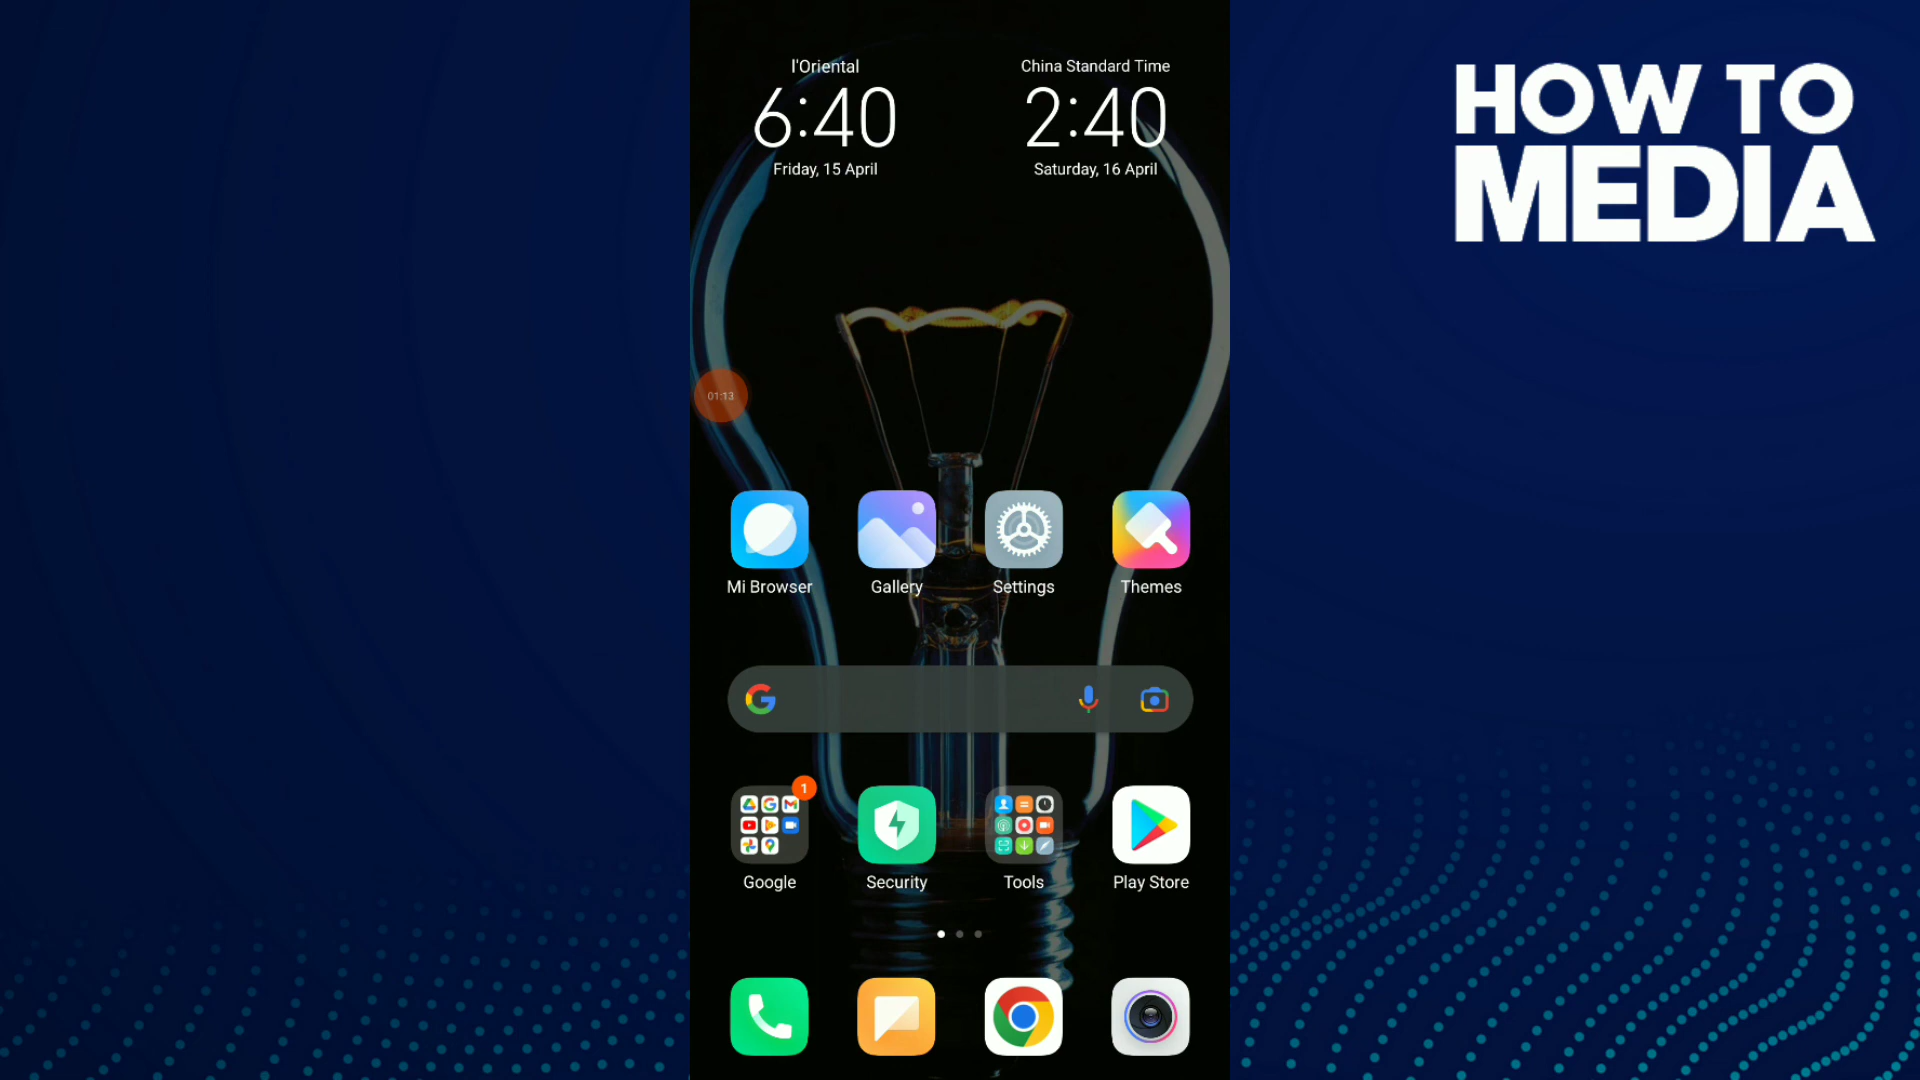 l'Oriental
6:40
Friday, 15 April
China Standard Time
2:40
Saturday, 16 April
HOW TO
MEDIA
01:13
Mi Browser
Gallery
Settings
Themes
1
Google
Security
Tools
Play Store